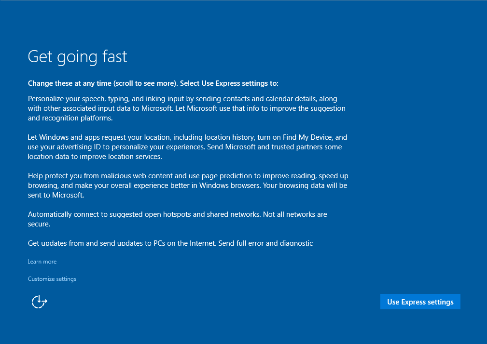 Get going fast
Change these at any time (scroll to see more). Select Use Express settings to:
Personalize your speech, typing, and inking input by sending contacts and calendar details, along
with other associated input data to Microsoft. Let Microsoft use that info to improve the suggestion
and recognition platforms.
Let Windows and apps request your location, including location history, turn on Find My Device, and
use your advertising ID to personalize your experiences. Send Microsoft and trusted partners some
location data to improve location services.
Help protect you from malicious web content and use page prediction to improve reading, speed up
browsing, and make your overall experience better in Windows browsers. Your browsing data will be
sent to Microsoft.
Automatically connect to suggested open hotspots and shared networks. Not all networks are
secure.
Get updates from and send updates to PCs on the Internet. Send full error and diagnostic
Learn more
Customize settings
Use Express settings